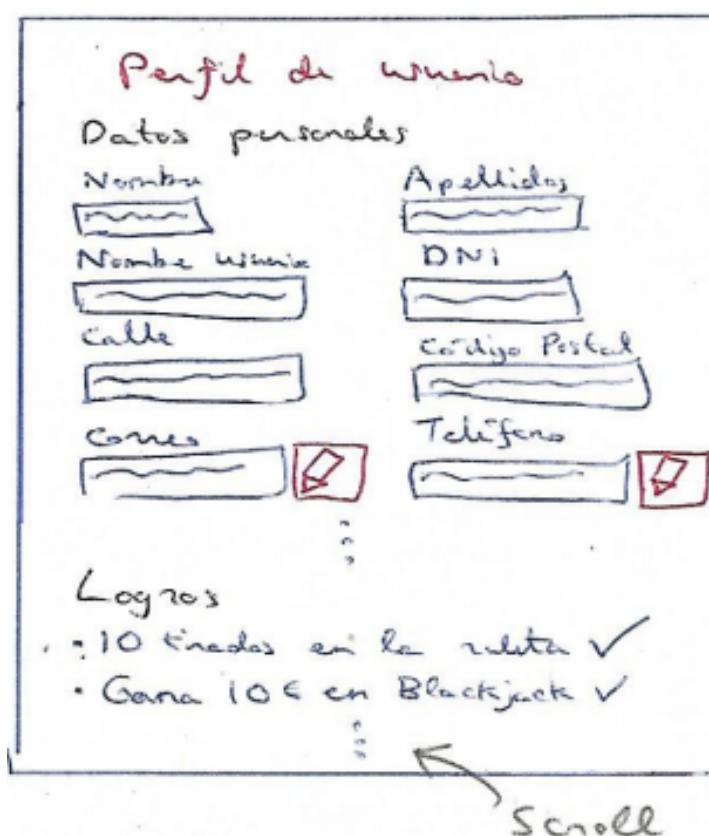 Perfil de usuario
Datos personales
Nombre Apellidos
Nombre usuario DNi
Calle Código Postal
Correo Teléfono
Logros
· 10 tiradas en la ruleta ✓
· Gana 10€ en Blackjack ✓
Scroll